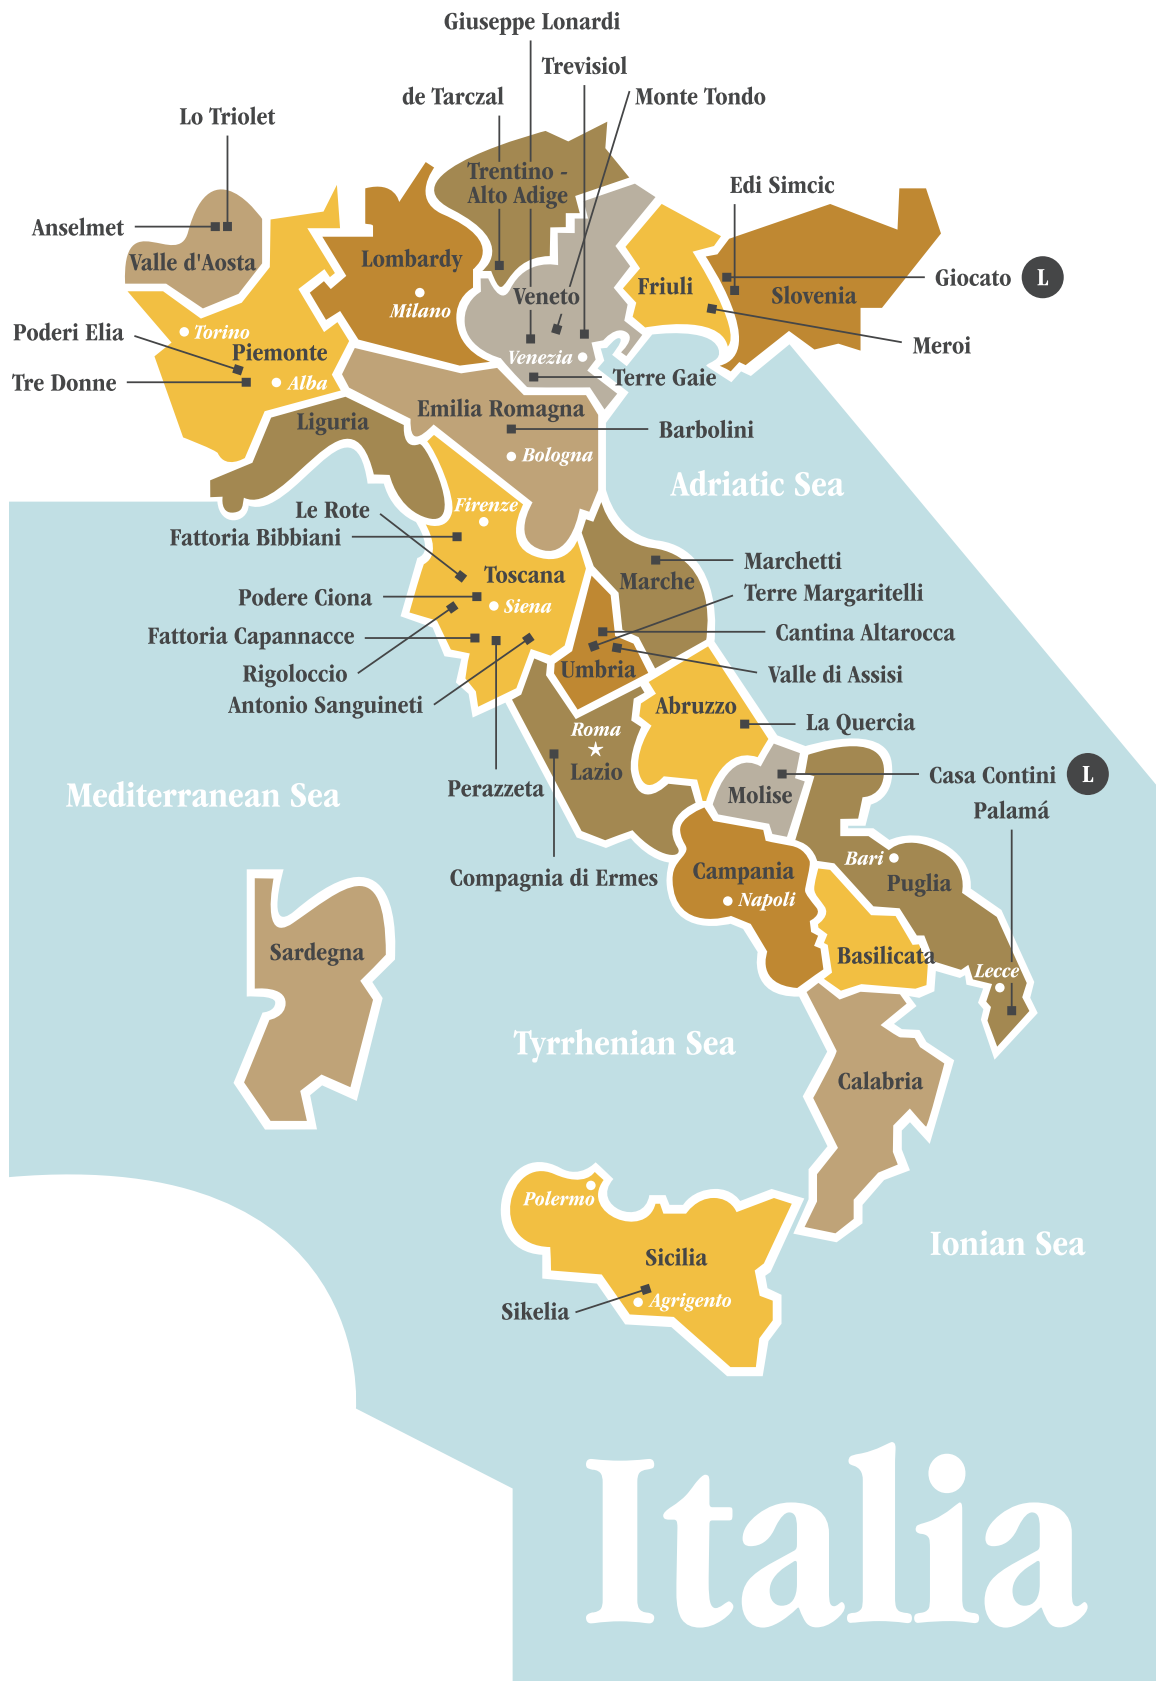 Giuseppe Lonardi
Trevisiol
de Tarczal
Monte Tondo
Lo Triolet
Trentino -
Alto Adige
Edi Simcic
Anselmet
Valle d'Aosta
Lombardy
Giocato
L
Friuli
Slovenia
Veneto
Milano
Poderi Elia
Torino
Piemonte
Meroi
Venezia
Tre Donne
Alba
Terre Gaie
Emilia Romagna
Liguria
Barbolini
Bologna
Adriatic Sea
Firenze
Le Rote
Fattoria Bibbiani
Marchetti
Toscana
Marche
Terre Margaritelli
Podere Ciona
Siena
Fattoria Capannacce
Cantina Altarocca
Rigoloccio
Umbria
Valle di Assisi
Antonio Sanguineti
Abruzzo
La Quercia
Roma
Lazio
Casa Contini
L
Perazzeta
Mediterranean Sea
Molise
Palamá
Bari
Compagnia di Ermes
Campania
Puglia
Napoli
Sardegna
Basilicata
Lecce
Tyrrhenian Sea
Calabria
Polermo
Ionian Sea
Sicilia
Sikelia
Agrigento
Italia